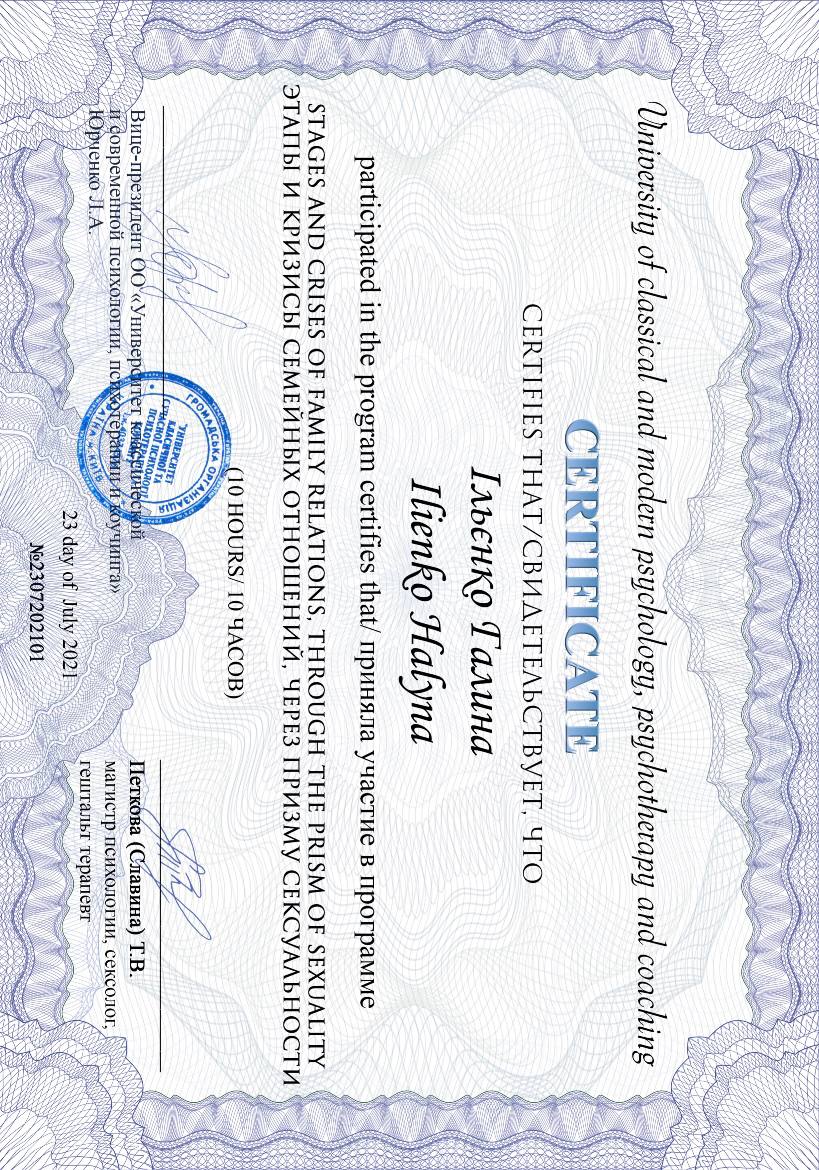 University of classical and modern psychology, psychotherapy and coaching
CERTIFICATE
CERTIFIES THAT/СВИДЕТЕЛЬСТВУЕТ, ЧТО
Ільєнко Галина
Ilienko Halyna
participated in the program certifies that/ приняла участие в программе
STAGES AND CRISES OF FAMILY RELATIONS, THROUGH THE PRISM OF SEXUALITY
ЭТАПЫ И КРИЗИСЫ СЕМЕЙНЫХ ОТНОШЕНИЙ, ЧЕРЕЗ ПРИЗМУ СЕКСУАЛЬНОСТИ
(10 HOURS/ 10 ЧАСОВ)
Вице-президент ОО «Университет классической
и современной психологии, психотерапии и коучинга»
Юрченко Л.А.
ГРОМАДСЬКА ОРГАНІЗАЦІЯ
УКРАЇНА * м. КИЇВ
"УНІВЕРСИТЕТ
КЛАСИЧНОЇ ТА
СУЧАСНОЇ ПСИХОЛОГІЇ
Петкова (Славина) Т.В.
магистр психологии, сексолог,
гештальт терапевт
23 day of July 2021
№2307202101